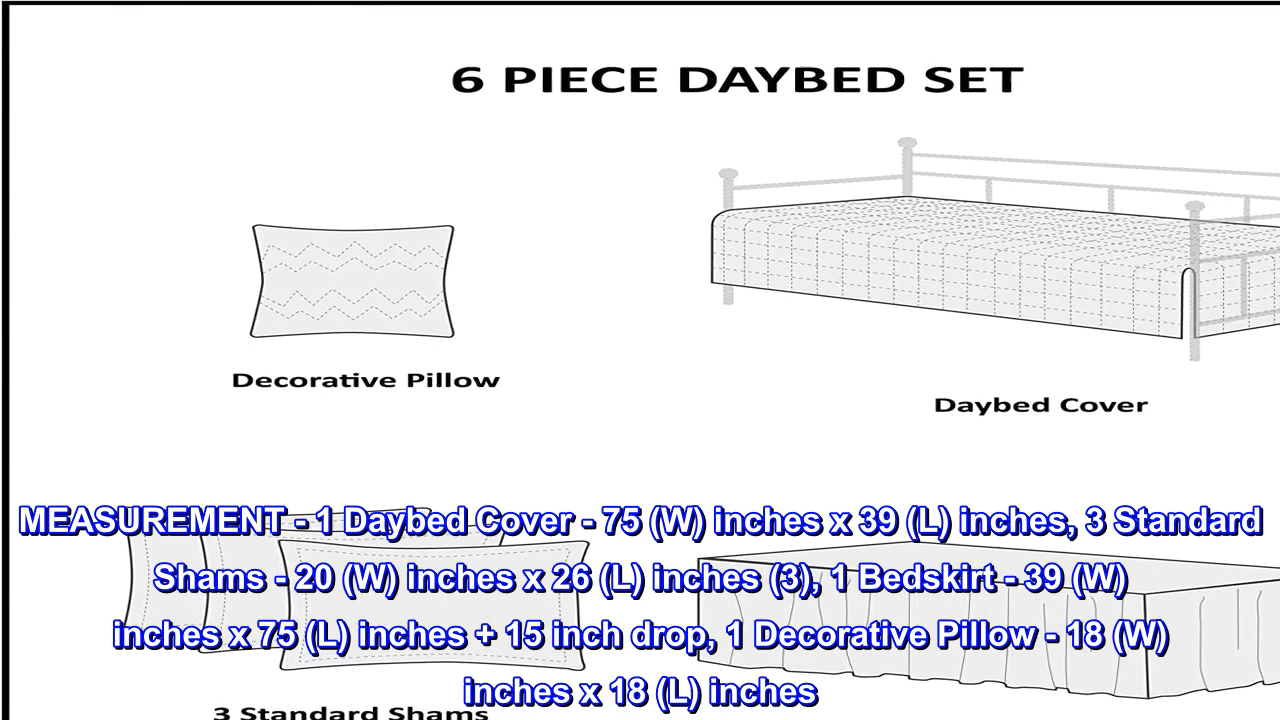 6 PIECE DAYBED SET
Decorative Pillow
Daybed Cover
MEASUREMENT - 1 Daybed Cover - 75 (W) inches x 39 (L) inches, 3 Standard
Shams - 20 (W) inches x 26 (L) inches (3), 1 Bedskirt - 39 (W)
inches x 75 (L) inches + 15 inch drop, 1 Decorative Pillow - 18 (W)
inches x 18 (L) inches
3 Standard Shams